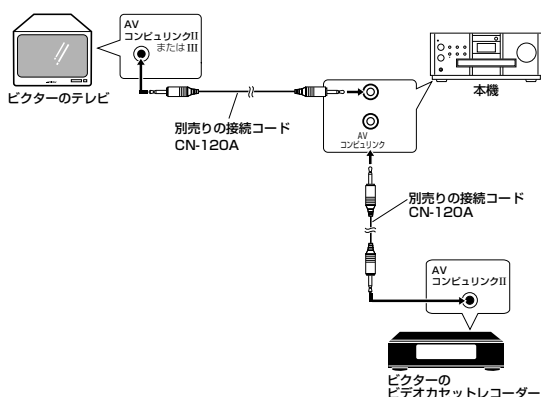 AV
コンピュリンクII
または III
ビクターのテレビ
別売りの接続コード
CN-120A
本機
AV
コンピュリンク
別売りの接続コード
CN-120A
AV
コンピュリンクII
ビクターの
ビデオカセットレコーダー